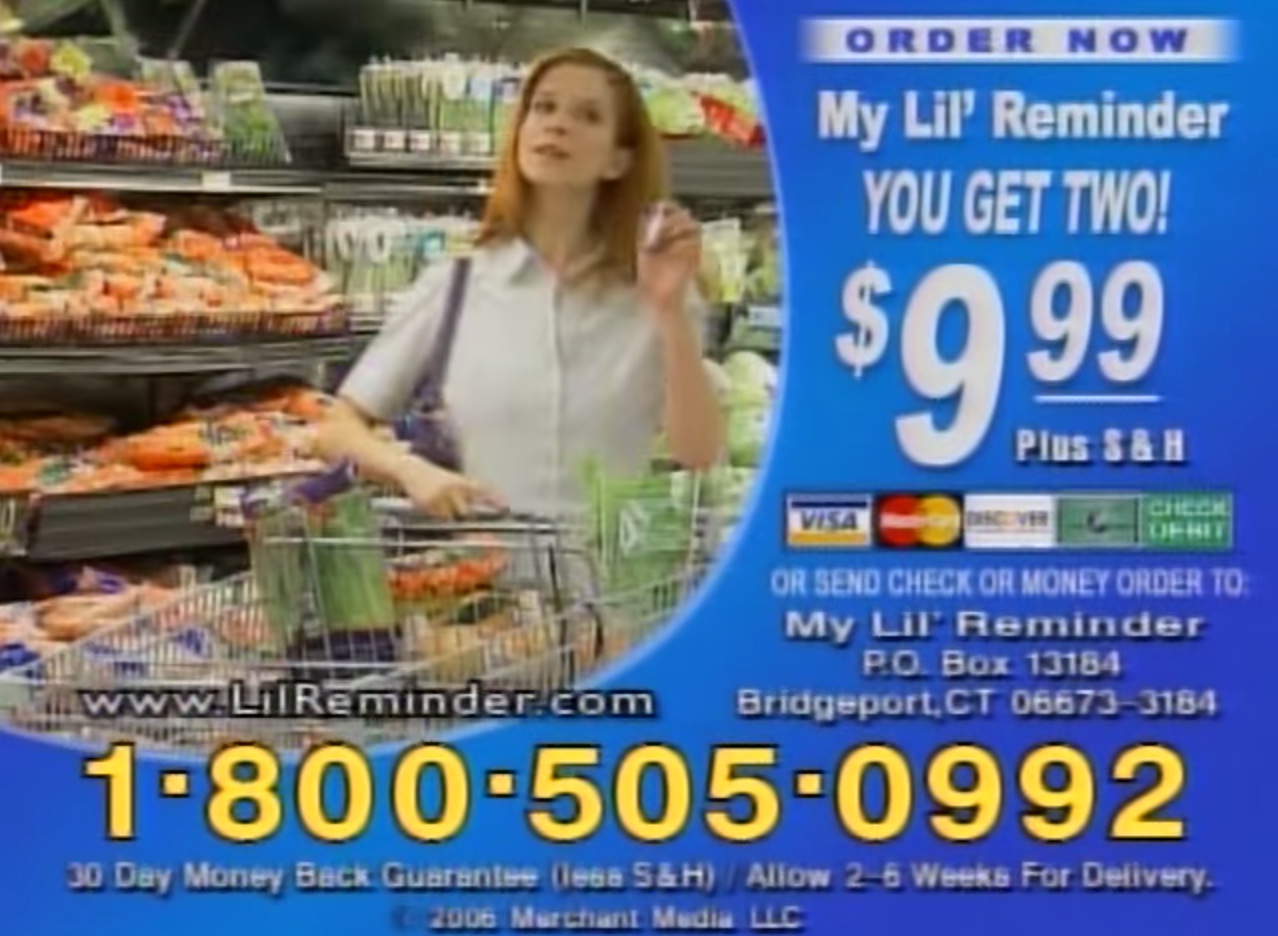 ORDER NOW
My Lil' Reminder
YOU GET TWO!
$9 99
Plus S & H
VISA MasterCard DISCOVER CHECK DEBIT
OR SEND CHECK OR MONEY ORDER TO:
My Lil' Reminder
P.O. Box 13184
Bridgeport, CT 06673-3184
www.LilReminder.com
1·800·505·0992
30 Day Money Back Guarantee (less S&H) / Allow 2-6 Weeks For Delivery.
© 2006 Merchant Media LLC